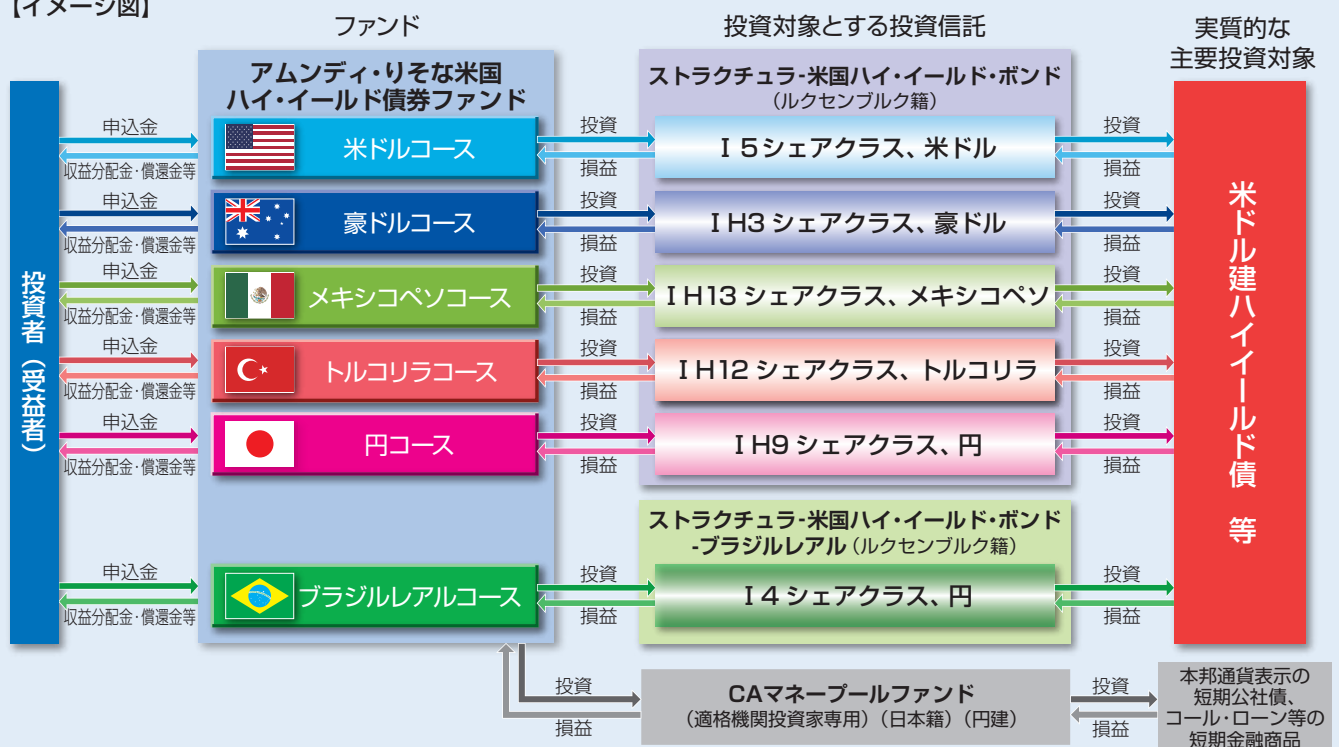 【イメージ図】
ファンド
投資対象とする投資信託
実質的な
主要投資対象
投資者（受益者）
アムンディ・りそな米国
ハイ・イールド債券ファンド
ストラクチュラ-米国ハイ・イールド・ボンド
（ルクセンブルク籍）
申込金
収益分配金・償還金等
米ドルコース
投資
損益
I 5シェアクラス、米ドル
投資
損益
申込金
収益分配金・償還金等
豪ドルコース
投資
損益
I H3 シェアクラス、豪ドル
投資
損益
申込金
収益分配金・償還金等
メキシコペソコース
投資
損益
I H13 シェアクラス、メキシコペソ
投資
損益
申込金
収益分配金・償還金等
トルコリラコース
投資
損益
I H12 シェアクラス、トルコリラ
投資
損益
申込金
収益分配金・償還金等
円コース
投資
損益
I H9 シェアクラス、円
投資
損益
米ドル建ハイイールド債 等
ストラクチュラ-米国ハイ・イールド・ボンド
-ブラジルレアル（ルクセンブルク籍）
申込金
収益分配金・償還金等
ブラジルレアルコース
投資
損益
I 4 シェアクラス、円
投資
損益
投資
損益
CAマネープールファンド
（適格機関投資家専用）（日本籍）（円建）
投資
損益
本邦通貨表示の
短期公社債、
コール・ローン等の
短期金融商品